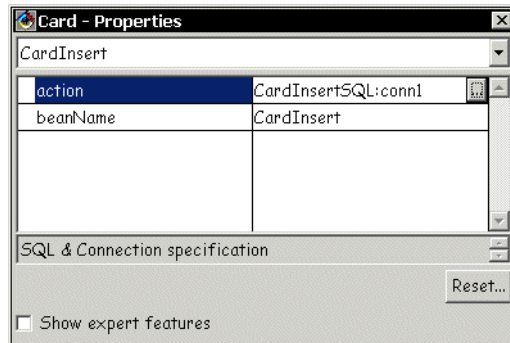 Card - Properties
CardInsert
action CardInsertSQL:conn1
beanName CardInsert
SQL & Connection specification
Reset...
Show expert features